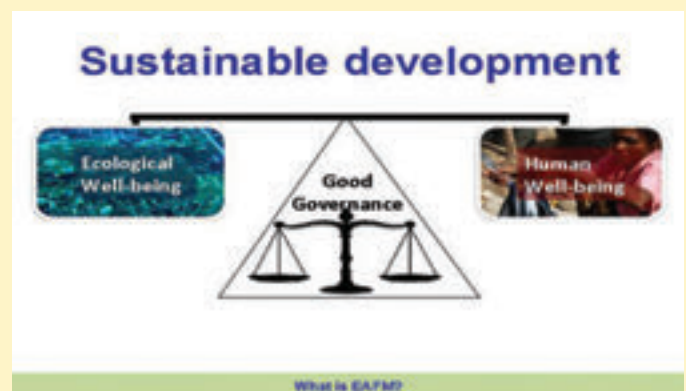 Sustainable development
Ecological
Well-being
Good
Governance
Human
Well-being
What is EAFM?